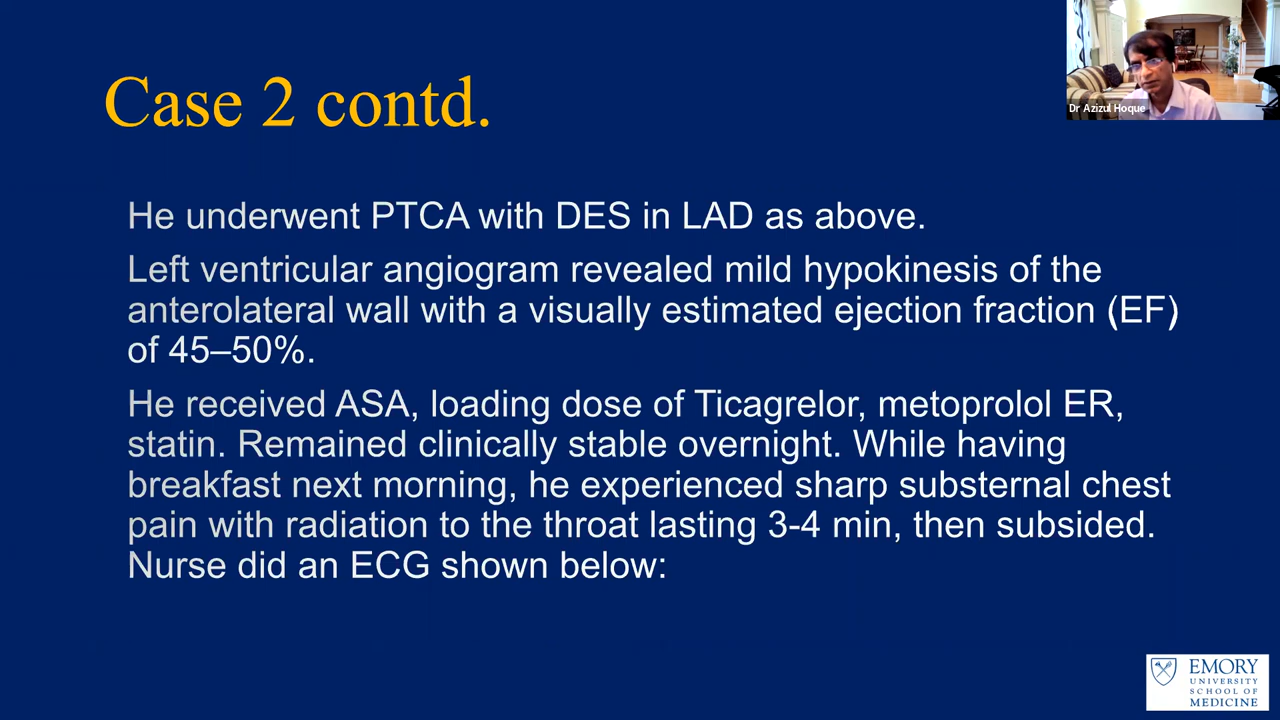 Dr Azizul Hoque
Case 2 contd.
He underwent PTCA with DES in LAD as above.
Left ventricular angiogram revealed mild hypokinesis of the
anterolateral wall with a visually estimated ejection fraction (EF)
of 45–50%.
He received ASA, loading dose of Ticagrelor, metoprolol ER,
statin. Remained clinically stable overnight. While having
breakfast next morning, he experienced sharp substernal chest
pain with radiation to the throat lasting 3-4 min, then subsided.
Nurse did an ECG shown below:
EMORY
UNIVERSITY
SCHOOL OF
MEDICINE